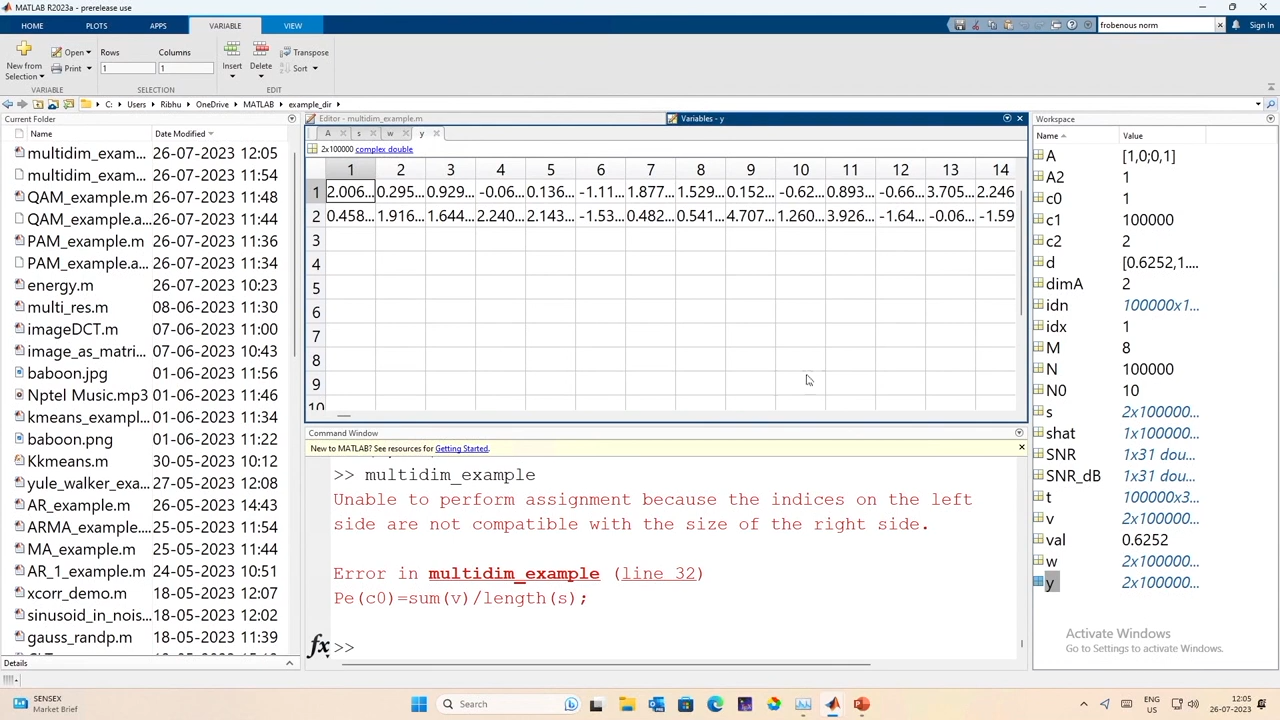 MATLAB R2023a - prerelease use
HOME PLOTS APPS VARIABLE VIEW
frobenous norm
Sign In
New from Selection
Open
Print
Rows
1
Columns
1
Insert
Delete
Transpose
Sort
VARIABLE SELECTION EDIT
C: Users Ribhu OneDrive MATLAB example_dir
Current Folder
Name Date Modified
multidim_exam... 26-07-2023 12:05
multidim_exam... 26-07-2023 11:54
QAM_example.m 26-07-2023 11:43
QAM_example.a... 26-07-2023 11:44
PAM_example.m 26-07-2023 11:36
PAM_example.a... 26-07-2023 11:34
energy.m 26-07-2023 10:23
multi_res.m 08-06-2023 11:30
imageDCT.m 07-06-2023 11:00
image_as_matri... 07-06-2023 10:43
baboon.jpg 01-06-2023 11:56
Nptel Music.mp3 01-06-2023 11:46
kmeans_exampl... 01-06-2023 11:34
baboon.png 01-06-2023 11:22
Kkmeans.m 30-05-2023 10:12
yule_walker_exa... 27-05-2023 12:08
AR_example.m 26-05-2023 14:43
ARMA_example.... 25-05-2023 11:53
MA_example.m 25-05-2023 11:44
AR_1_example.m 24-05-2023 10:51
xcorr_demo.m 18-05-2023 12:07
sinusoid_in_nois... 18-05-2023 12:02
gauss_randp.m 18-05-2023 11:39
Details
Editor - multidim_example.m
Variables - y
A s w y
2x100000 complex double
1 2 3 4 5 6 7 8 9 10 11 12 13 14
1 2.006... 0.295... 0.929... -0.06... 0.136... -1.11... 1.877... 1.529... 0.152... -0.62... 0.893... -0.66... 3.705... 2.246
2 0.458... 1.916... 1.644... 2.240... 2.143... -1.53... 0.482... 0.541... 4.707... 1.260... 3.926... -1.64... -0.06... -1.59
3
4
5
6
7
8
9
10
Command Window
New to MATLAB? See resources for Getting Started.
>> multidim_example
Unable to perform assignment because the indices on the left
side are not compatible with the size of the right side.
Error in multidim_example (line 32)
Pe(c0)=sum(v)/length(s);
fx >>
Workspace
Name Value
A [1,0;0,1]
A2 1
c0 1
c1 100000
c2 2
d [0.6252,1....
dimA 2
idn 100000x1...
idx 1
M 8
N 100000
N0 10
s 2x100000...
shat 1x100000...
SNR 1x31 dou...
SNR_dB 1x31 dou...
t 100000x3...
v 2x100000...
val 0.6252
w 2x100000...
y 2x100000...
Activate Windows
Go to Settings to activate Windows.
SENSEX
Market Brief
Search
ENG
US
12:05
26-07-2023